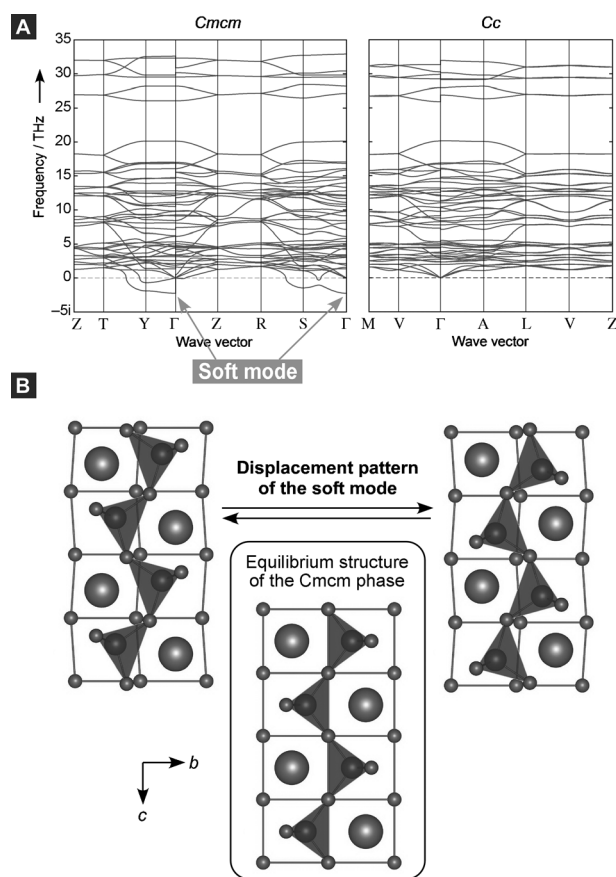 A
Cmcm
Cc
35
30
25
20
15
10
5
0
−5i
Frequency / THz
Z T Y Γ Z R S Γ
M V Γ A L V Z
Wave vector
Wave vector
Soft mode
B
Displacement pattern
of the soft mode
Equilibrium structure
of the Cmcm phase
b
c